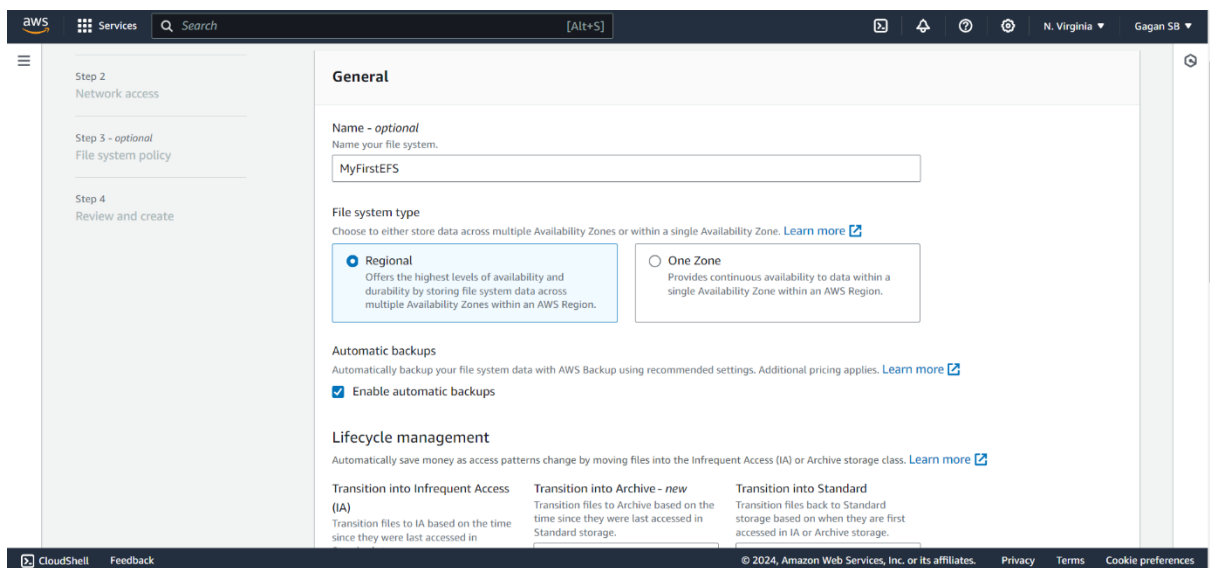 aws
Services
Search
[Alt+S]
N. Virginia ▼
Gagan SB ▼
Step 2
Network access
Step 3 - optional
File system policy
Step 4
Review and create
General
Name - optional
Name your file system.
MyFirstEFS
File system type
Choose to either store data across multiple Availability Zones or within a single Availability Zone. Learn more
Regional
Offers the highest levels of availability and
durability by storing file system data across
multiple Availability Zones within an AWS Region.
One Zone
Provides continuous availability to data within a
single Availability Zone within an AWS Region.
Automatic backups
Automatically backup your file system data with AWS Backup using recommended settings. Additional pricing applies. Learn more
Enable automatic backups
Lifecycle management
Automatically save money as access patterns change by moving files into the Infrequent Access (IA) or Archive storage class. Learn more
Transition into Infrequent Access
(IA)
Transition files to IA based on the time
since they were last accessed in
Transition into Archive - new
Transition files to Archive based on the
time since they were last accessed in
Standard storage.
Transition into Standard
Transition files back to Standard
storage based on when they are first
accessed in IA or Archive storage.
CloudShell
Feedback
© 2024, Amazon Web Services, Inc. or its affiliates.
Privacy
Terms
Cookie preferences